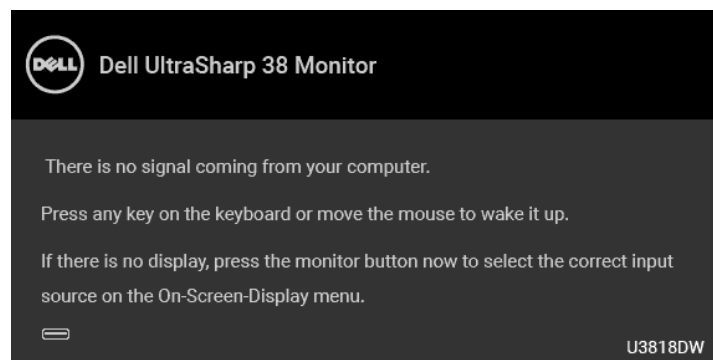 DELL
Dell UltraSharp 38 Monitor
There is no signal coming from your computer.
Press any key on the keyboard or move the mouse to wake it up.
If there is no display, press the monitor button now to select the correct input
source on the On-Screen-Display menu.
U3818DW